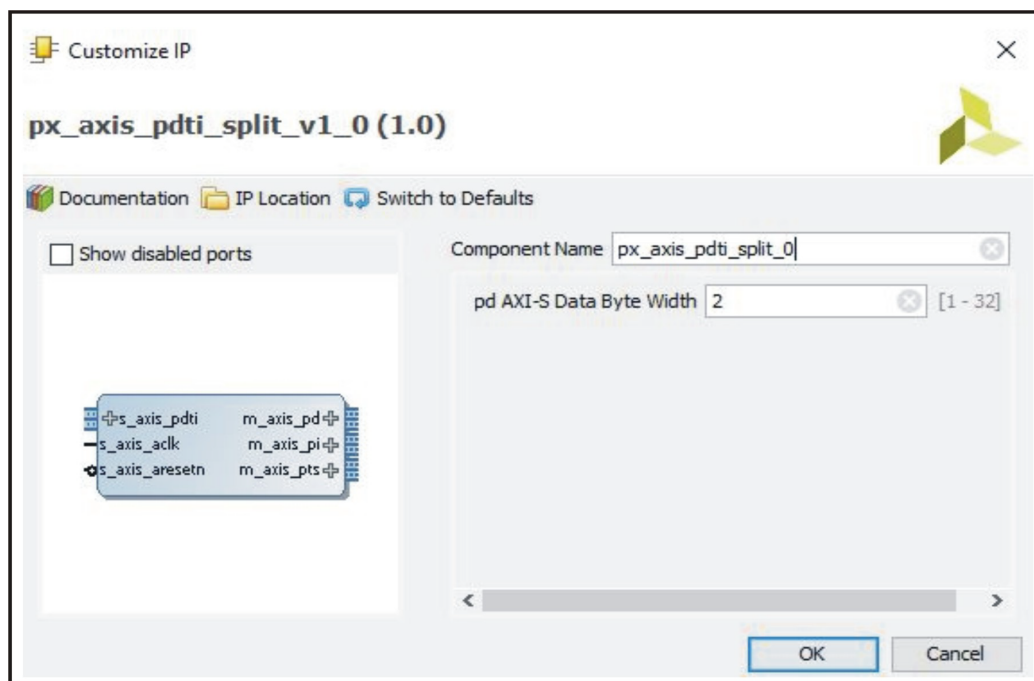 Customize IP
px_axis_pdti_split_v1_0 (1.0)
Documentation IP Location Switch to Defaults
Show disabled ports
Component Name px_axis_pdti_split_0
pd AXI-S Data Byte Width 2 [1 - 32]
s_axis_pdti m_axis_pd
s_axis_aclk m_axis_pi
s_axis_aresetn m_axis_pts
OK Cancel